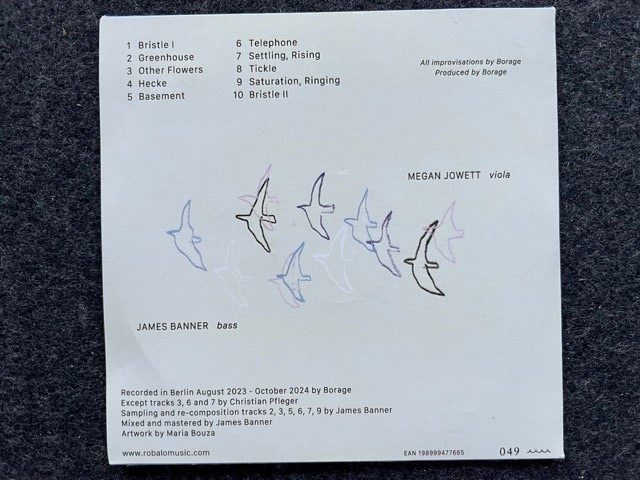 1 Bristle I
2 Greenhouse
3 Other Flowers
4 Hecke
5 Basement
6 Telephone
7 Settling, Rising
8 Tickle
9 Saturation, Ringing
10 Bristle II
All improvisations by Borage
Produced by Borage
MEGAN JOWETT viola
JAMES BANNER bass
Recorded in Berlin August 2023 - October 2024 by Borage
Except tracks 3, 6 and 7 by Christian Pfleger
Sampling and re-composition tracks 2, 3, 5, 6, 7, 9 by James Banner
Mixed and mastered by James Banner
Artwork by Maria Bouza
www.robalomusic.com
EAN 198999477665
049